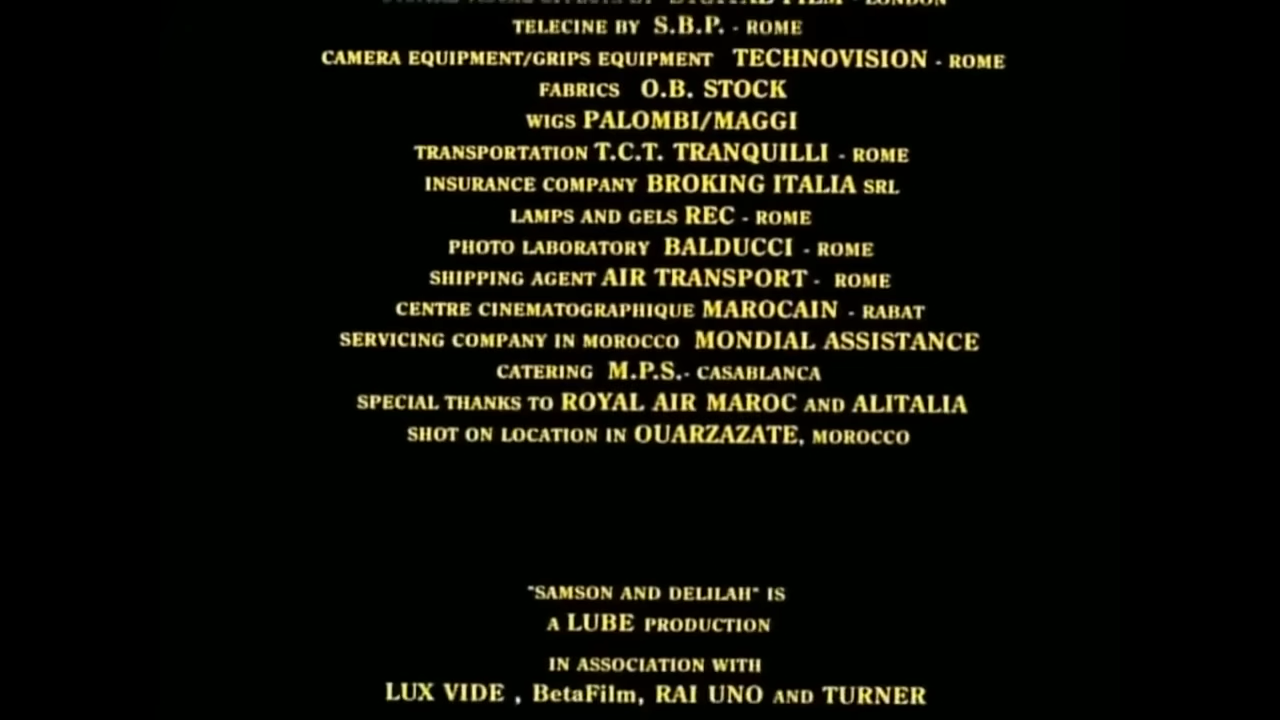 TELECINE BY S.B.P. - ROME
CAMERA EQUIPMENT/GRIPS EQUIPMENT TECHNOVISION - ROME
FABRICS O.B. STOCK
WIGS PALOMBI/MAGGI
TRANSPORTATION T.C.T. TRANQUILLI - ROME
INSURANCE COMPANY BROKING ITALIA SRL
LAMPS AND GELS REC - ROME
PHOTO LABORATORY BALDUCCI - ROME
SHIPPING AGENT AIR TRANSPORT - ROME
CENTRE CINEMATOGRAPHIQUE MAROCAIN - RABAT
SERVICING COMPANY IN MOROCCO MONDIAL ASSISTANCE
CATERING M.P.S.- CASABLANCA
SPECIAL THANKS TO ROYAL AIR MAROC AND ALITALIA
SHOT ON LOCATION IN OUARZAZATE, MOROCCO
"SAMSON AND DELILAH" IS
A LUBE PRODUCTION
IN ASSOCIATION WITH
LUX VIDE , BetaFilm, RAI UNO AND TURNER